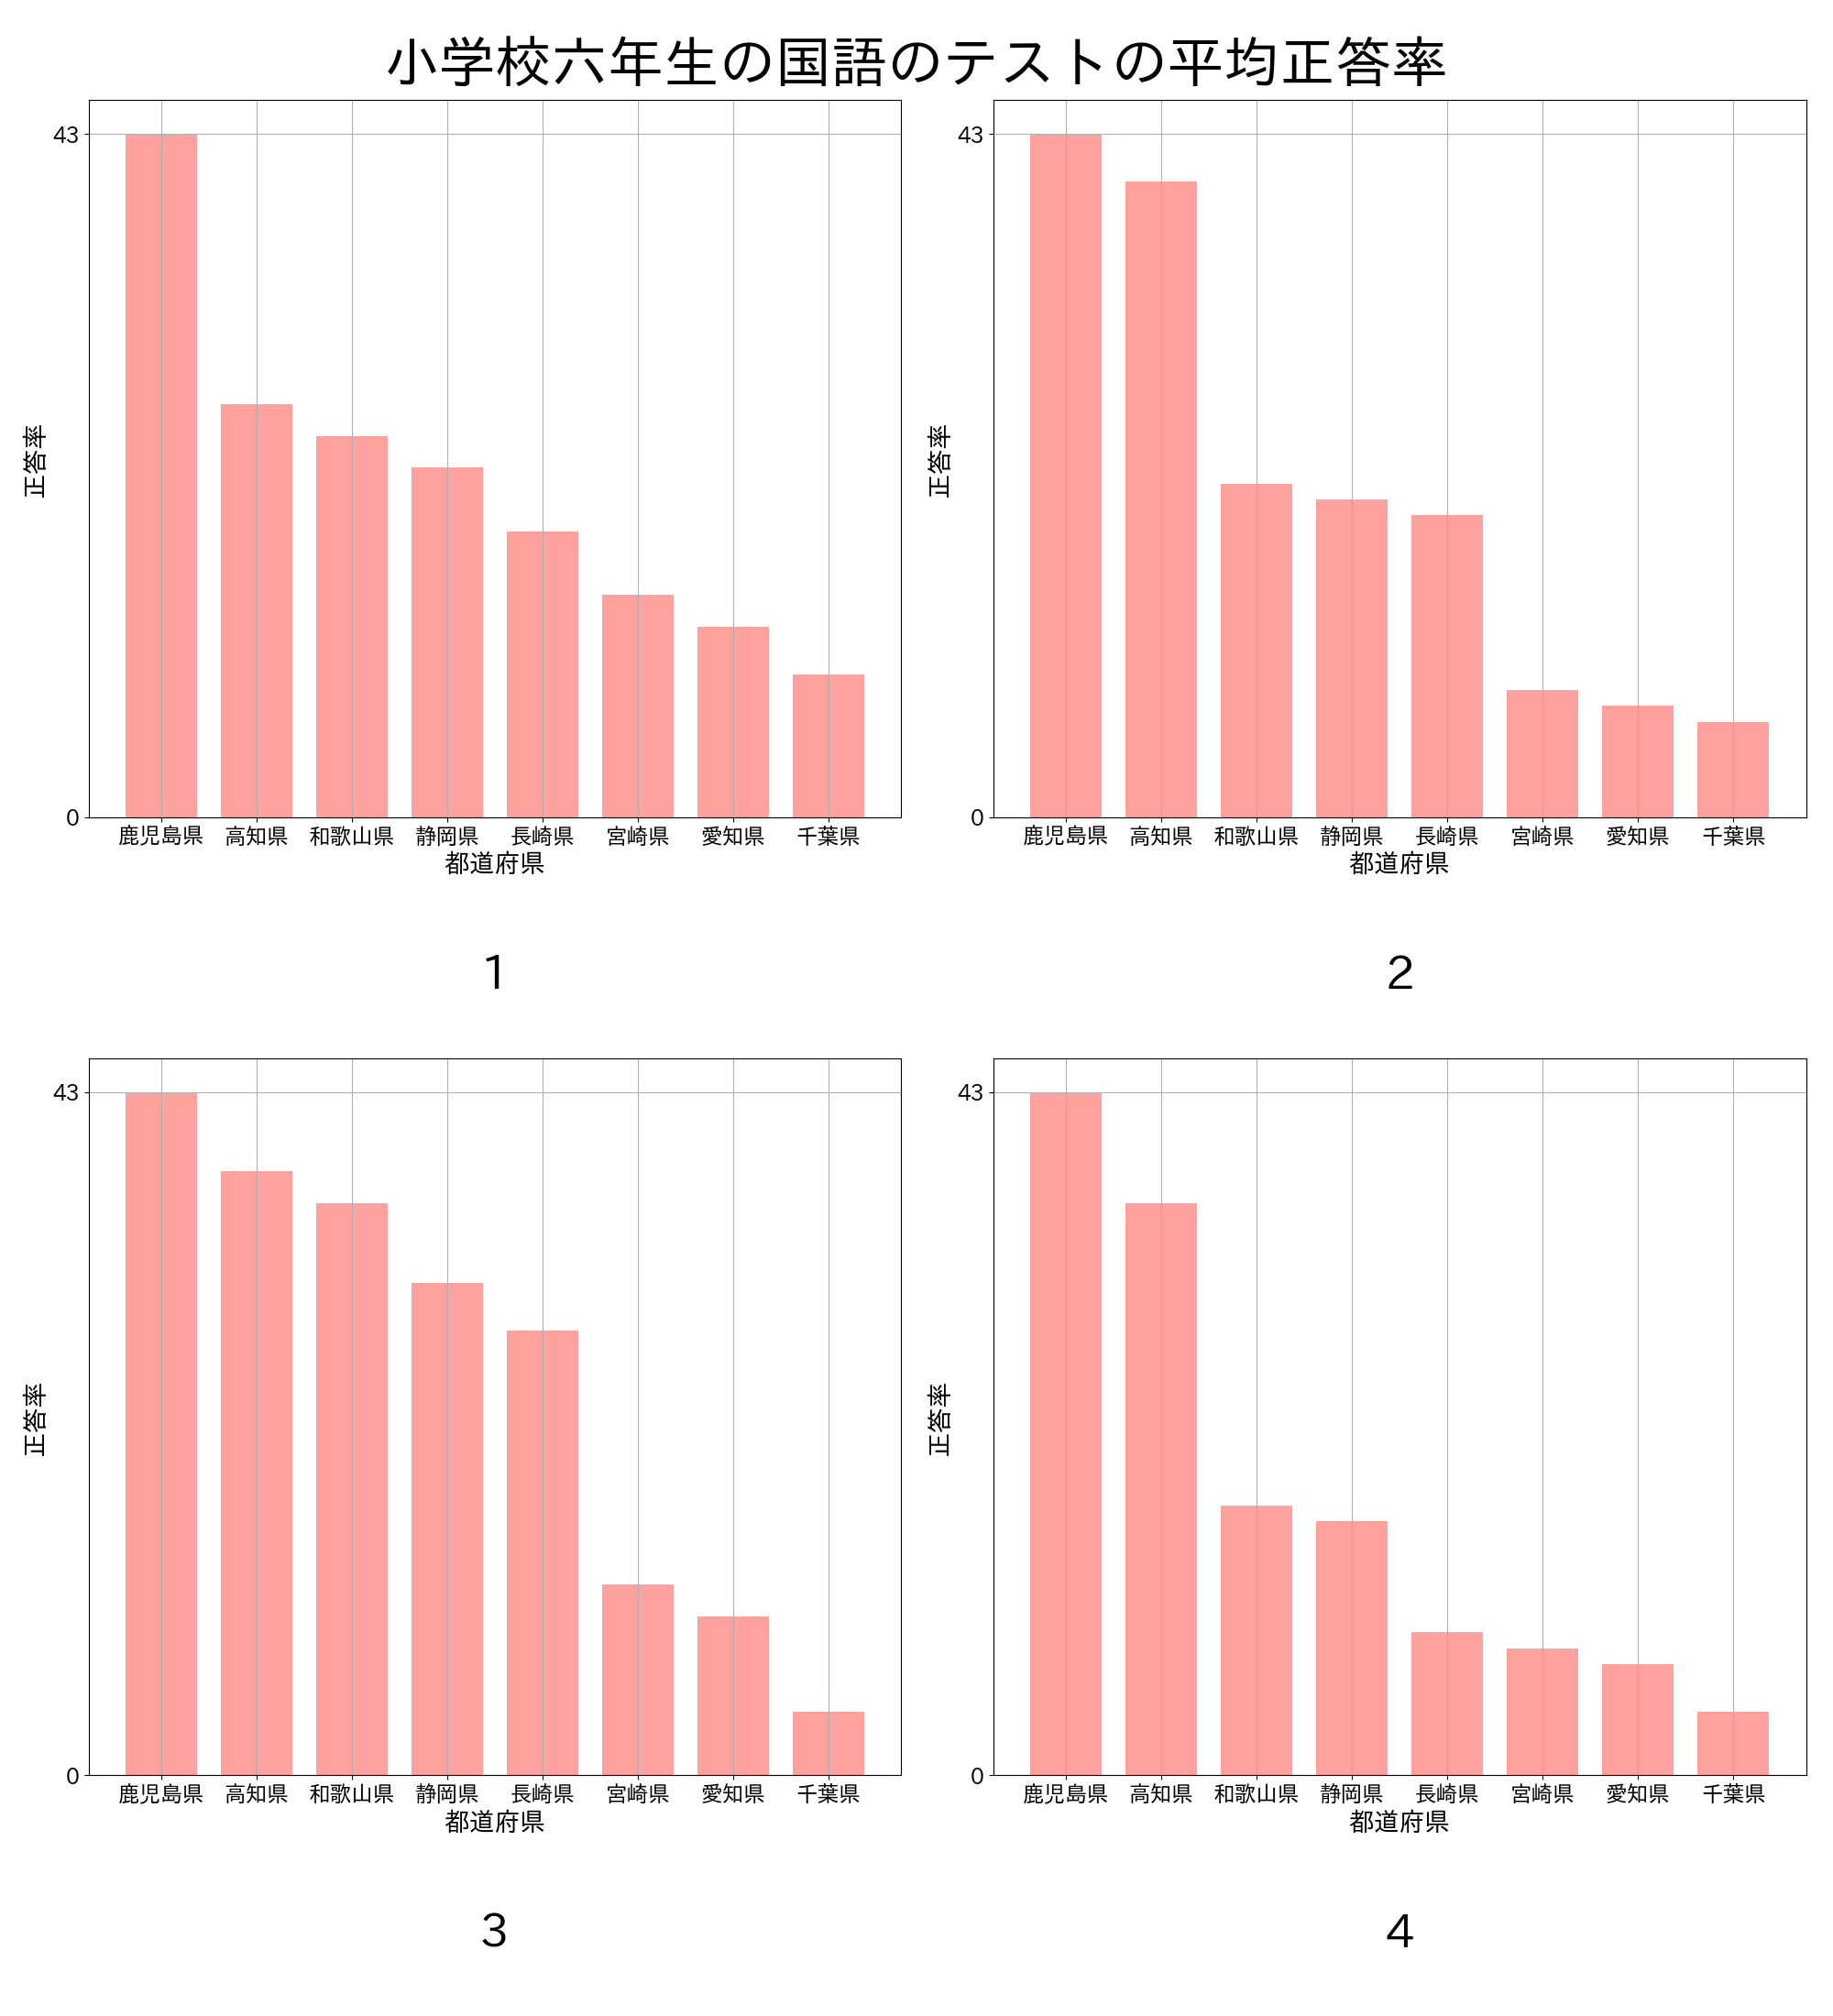 小学校六年生の国語のテストの平均正答率
43
正答率
0
鹿児島県 高知県 和歌山県 静岡県 長崎県 宮崎県 愛知県 千葉県
都道府県
1
43
正答率
0
鹿児島県 高知県 和歌山県 静岡県 長崎県 宮崎県 愛知県 千葉県
都道府県
2
43
正答率
0
鹿児島県 高知県 和歌山県 静岡県 長崎県 宮崎県 愛知県 千葉県
都道府県
3
43
正答率
0
鹿児島県 高知県 和歌山県 静岡県 長崎県 宮崎県 愛知県 千葉県
都道府県
4